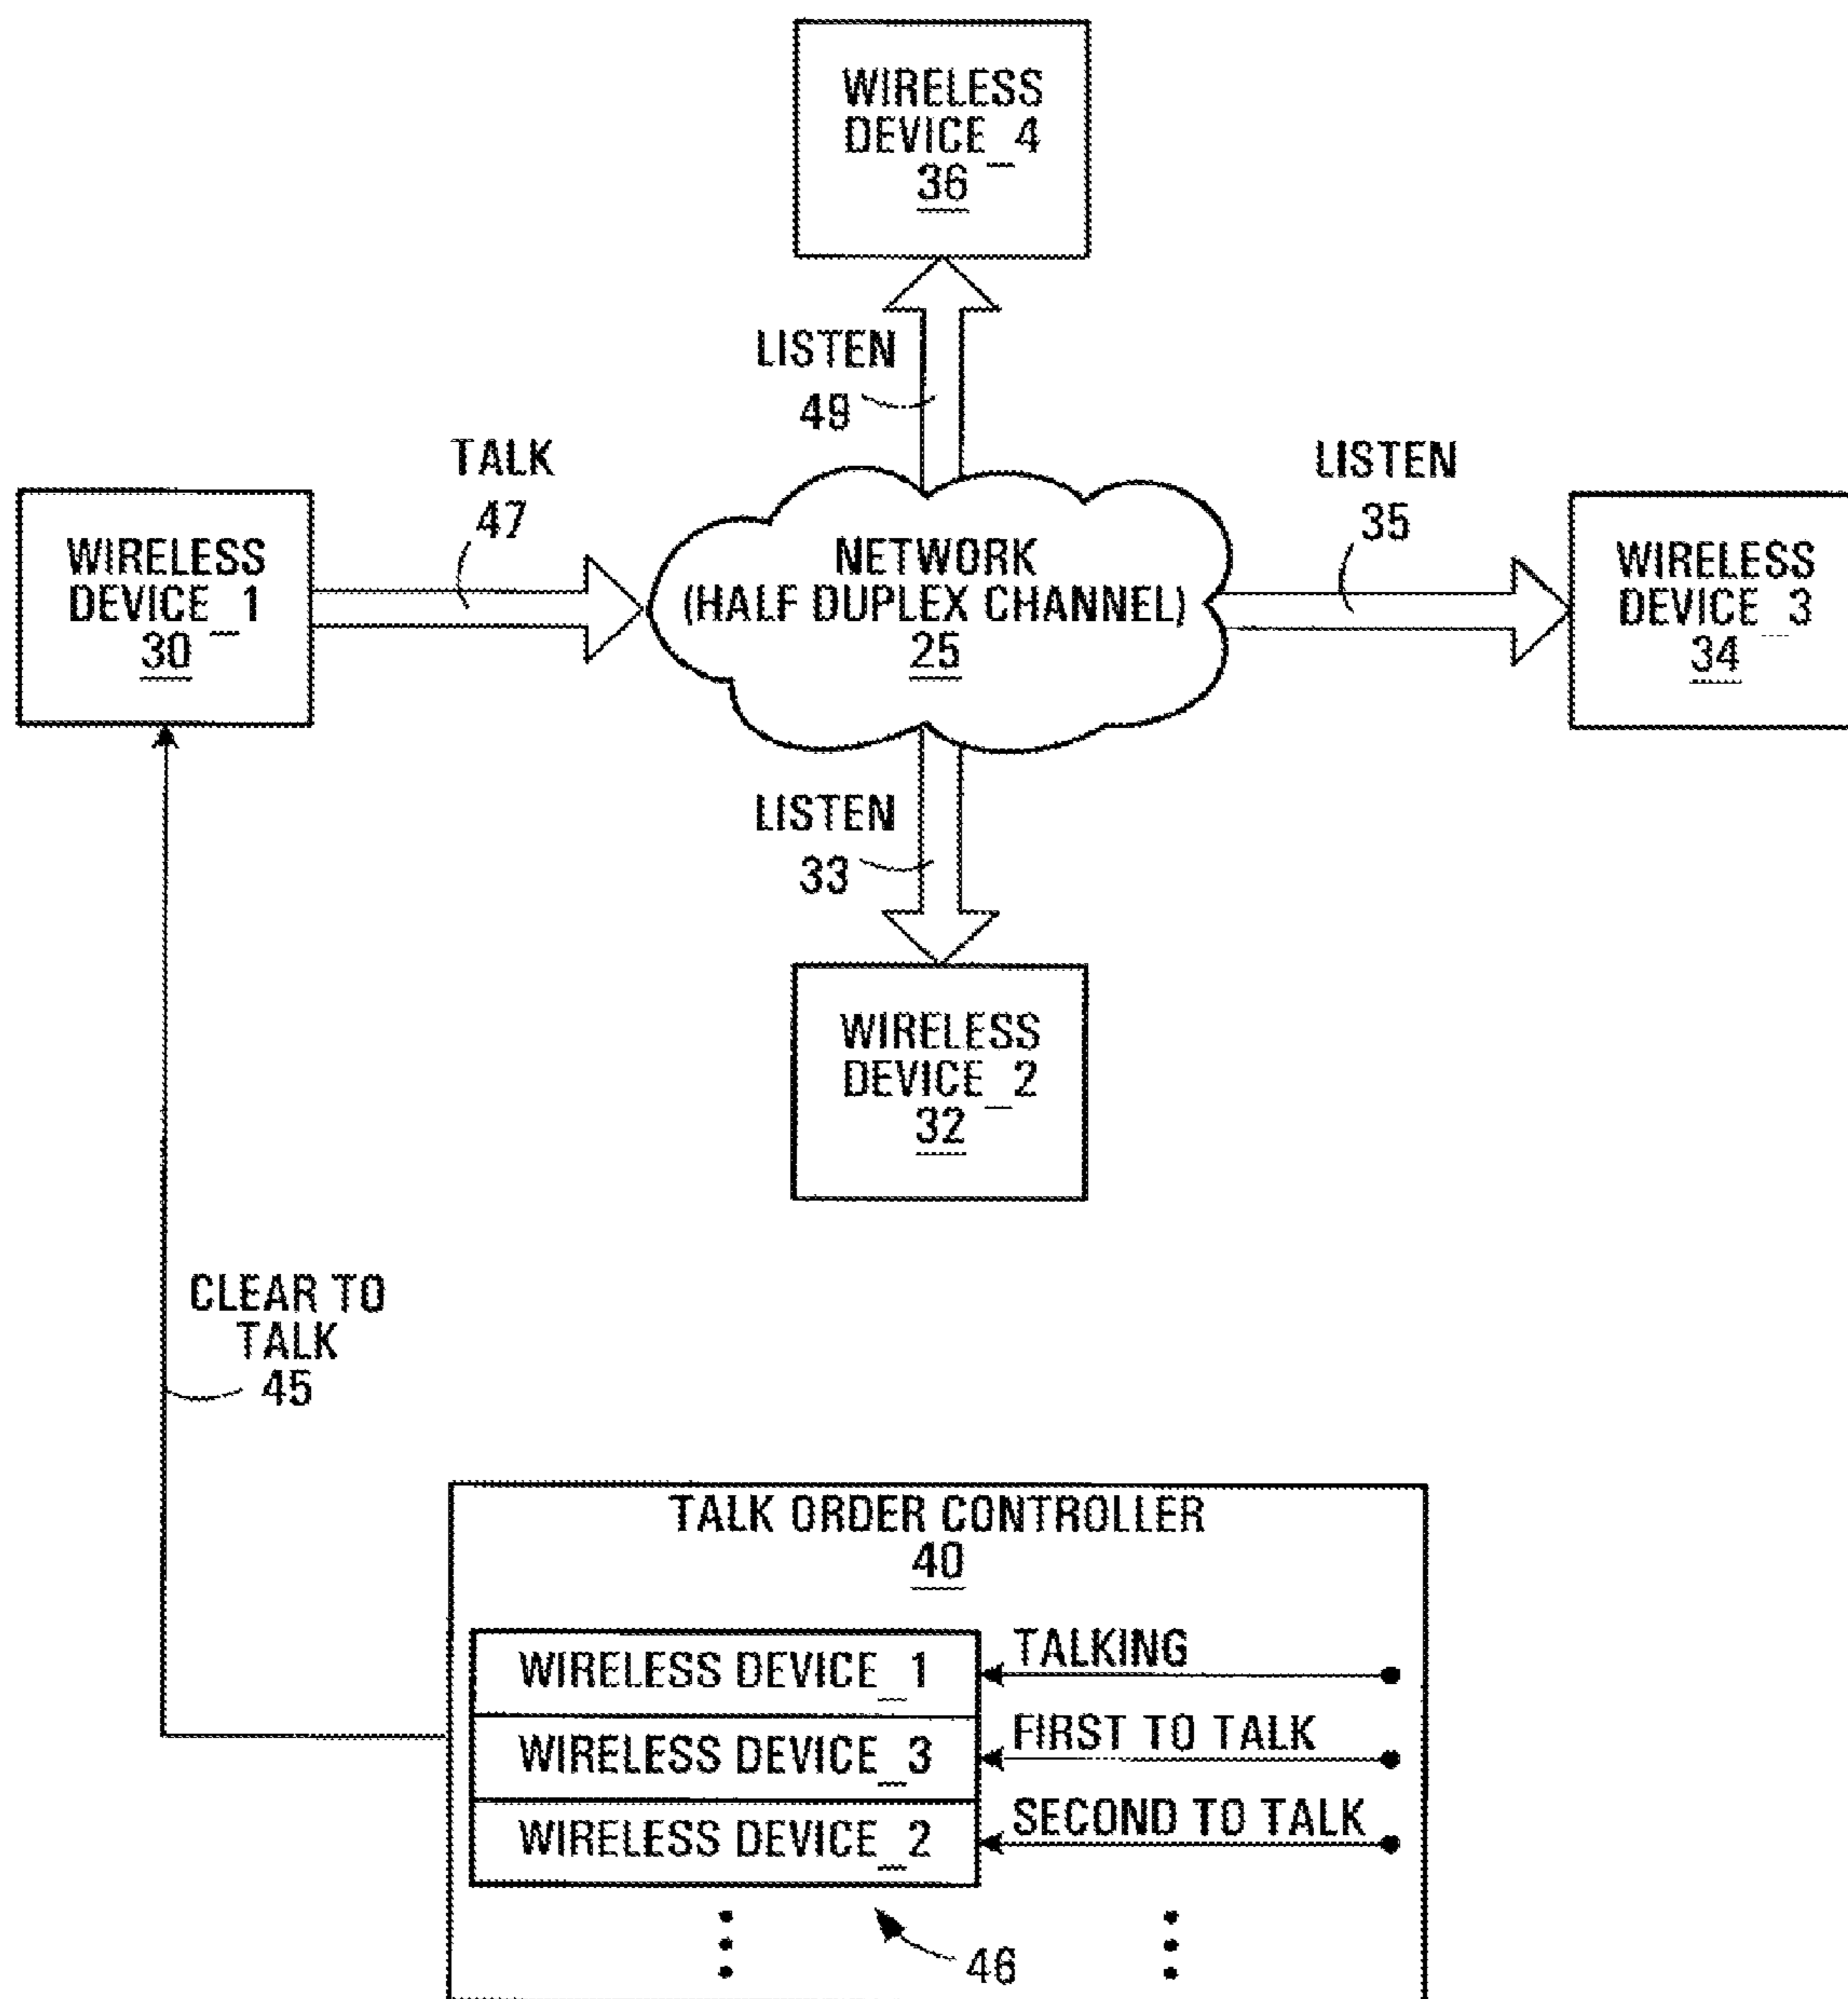 WIRELESS
DEVICE_4
36
LISTEN
49
TALK
47
LISTEN
35
WIRELESS
DEVICE_1
30
NETWORK
(HALF DUPLEX CHANNEL)
25
WIRELESS
DEVICE_3
34
LISTEN
33
WIRELESS
DEVICE_2
32
CLEAR TO
TALK
45
TALK ORDER CONTROLLER
40
WIRELESS DEVICE_1
TALKING
WIRELESS DEVICE_3
FIRST TO TALK
WIRELESS DEVICE_2
SECOND TO TALK
46